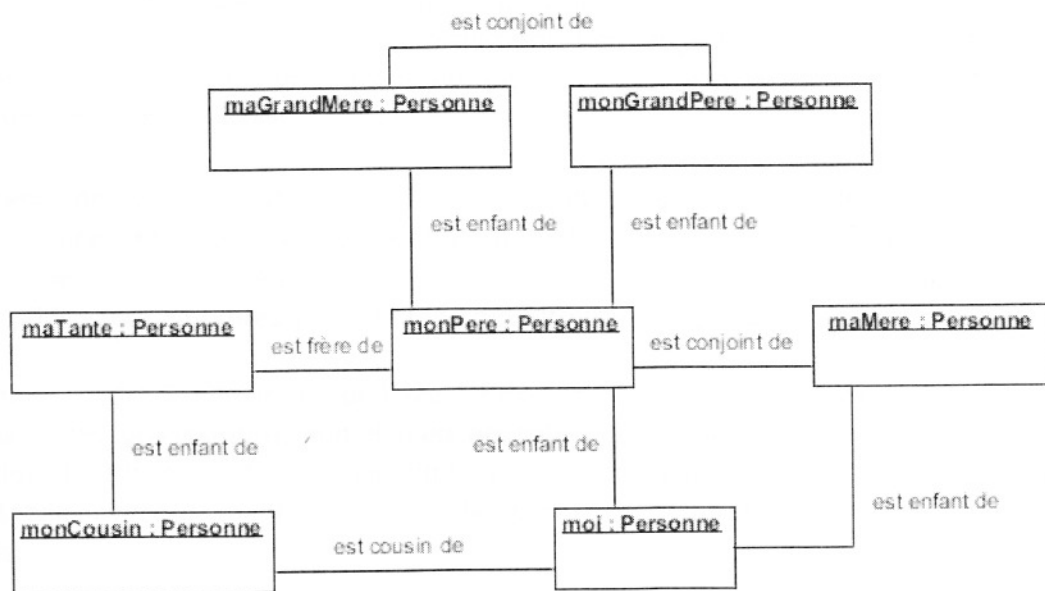 est conjoint de
maGrandMere : Personne
monGrandPere : Personne
est enfant de
est enfant de
maTante : Personne
est frère de
monPere : Personne
est conjoint de
maMere : Personne
est enfant de
est enfant de
est enfant de
monCousin : Personne
est cousin de
moi : Personne